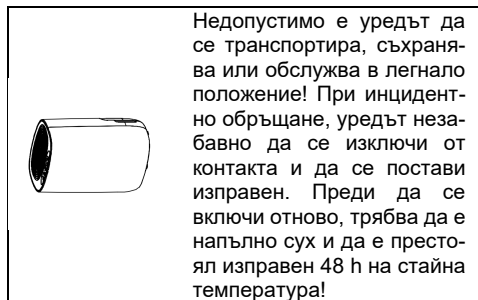 Недопустимо е уредът да
се транспортира, съхраня-
ва или обслужва в легнало
положение! При инцидент-
но обръщане, уредът неза-
бавно да се изключи от
контакта и да се постави
изправен. Преди да се
включи отново, трябва да е
напълно сух и да е престо-
ял изправен 48 h на стайна
температура!